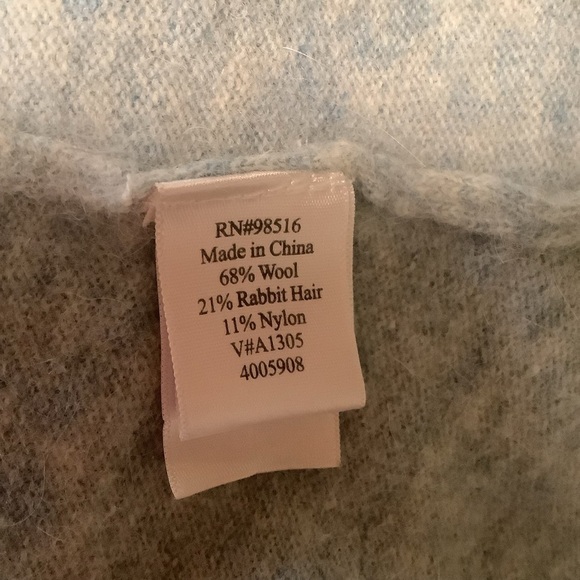 RN#98516
Made in China
68% Wool
21% Rabbit Hair
11% Nylon
V#A1305
4005908